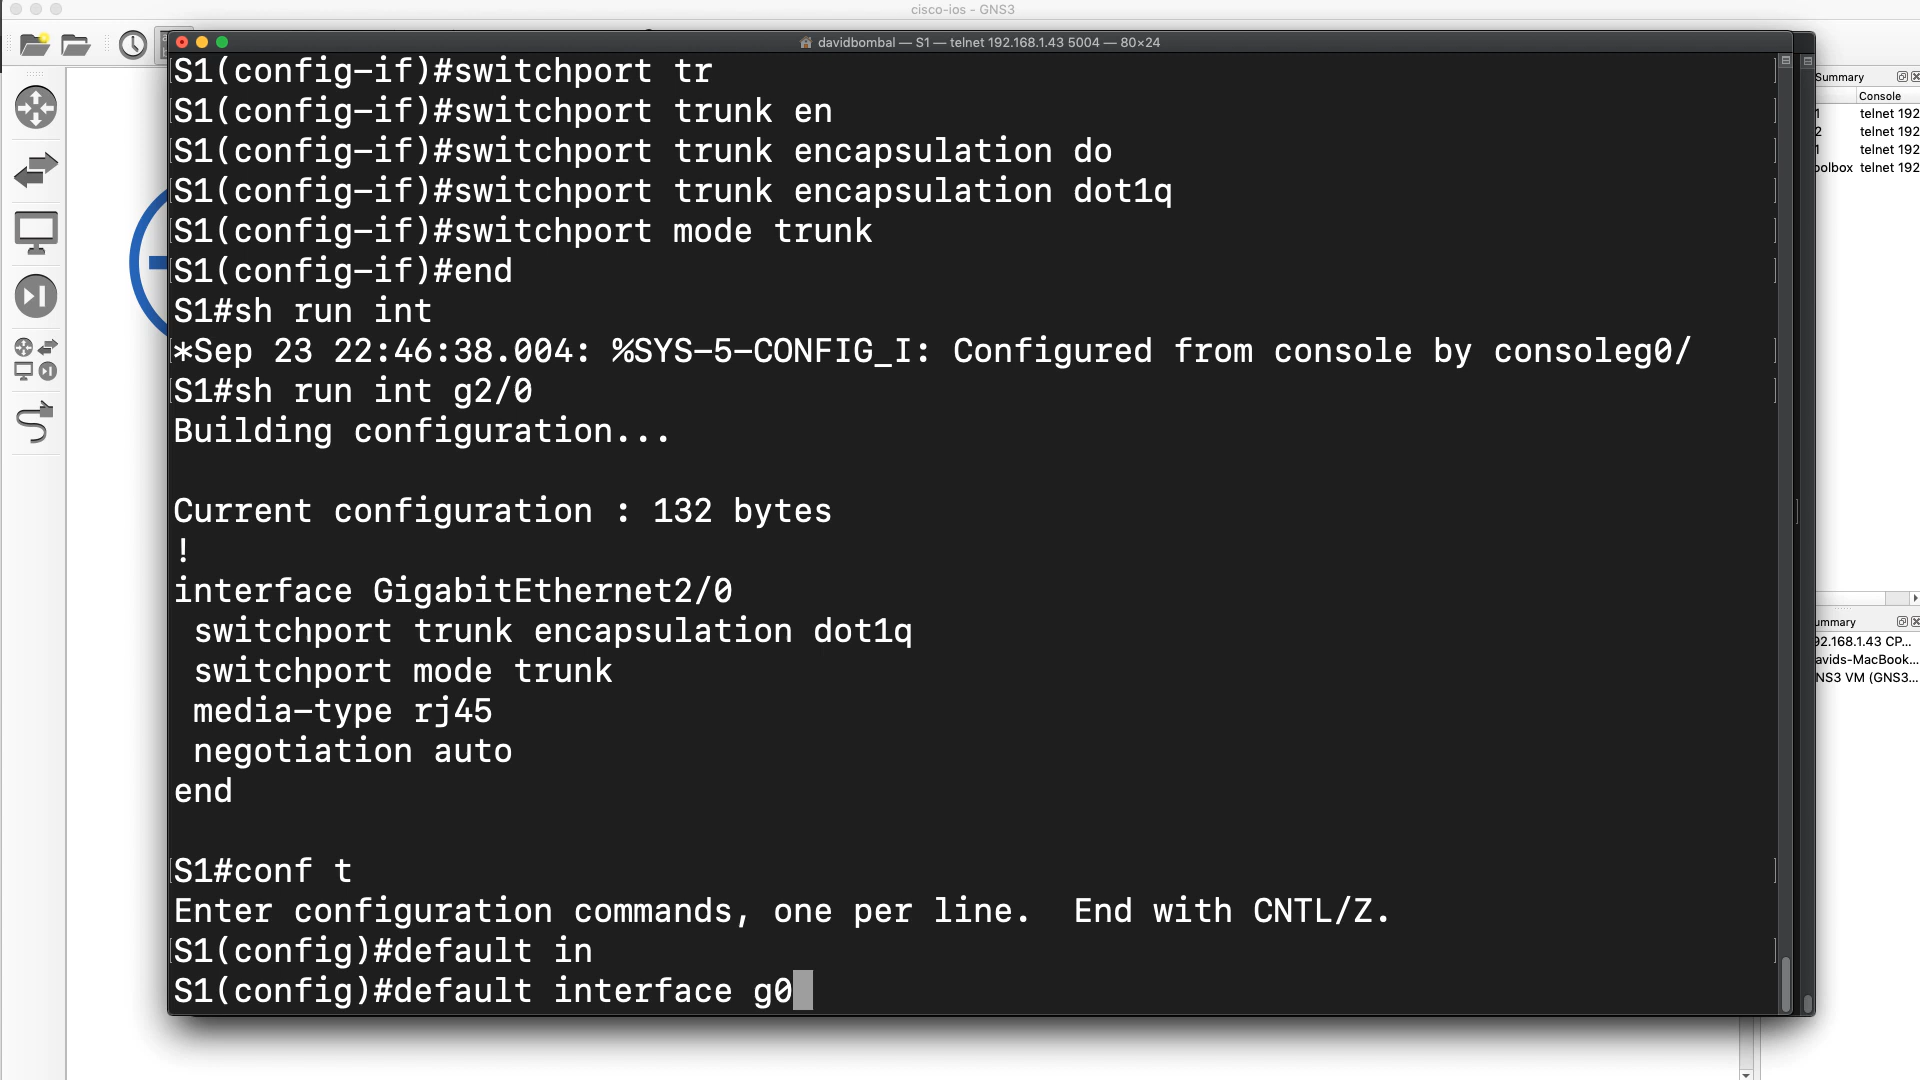 cisco-ios - GNS3
davidbombal — S1 — telnet 192.168.1.43 5004 — 80×24
S1(config-if)#switchport tr
S1(config-if)#switchport trunk en
S1(config-if)#switchport trunk encapsulation do
S1(config-if)#switchport trunk encapsulation dot1q
S1(config-if)#switchport mode trunk
S1(config-if)#end
S1#sh run int
*Sep 23 22:46:38.004: %SYS-5-CONFIG_I: Configured from console by consoleg0/
S1#sh run int g2/0
Building configuration...
Current configuration : 132 bytes
!
interface GigabitEthernet2/0
switchport trunk encapsulation dot1q
switchport mode trunk
media-type rj45
negotiation auto
end
S1#conf t
Enter configuration commands, one per line.  End with CNTL/Z.
S1(config)#default in
S1(config)#default interface g0
Summary
Console
1 telnet 192
2 telnet 192
1 telnet 192
oolbox telnet 192
ummary
92.168.1.43 CP...
avids-MacBook...
NS3 VM (GNS3...